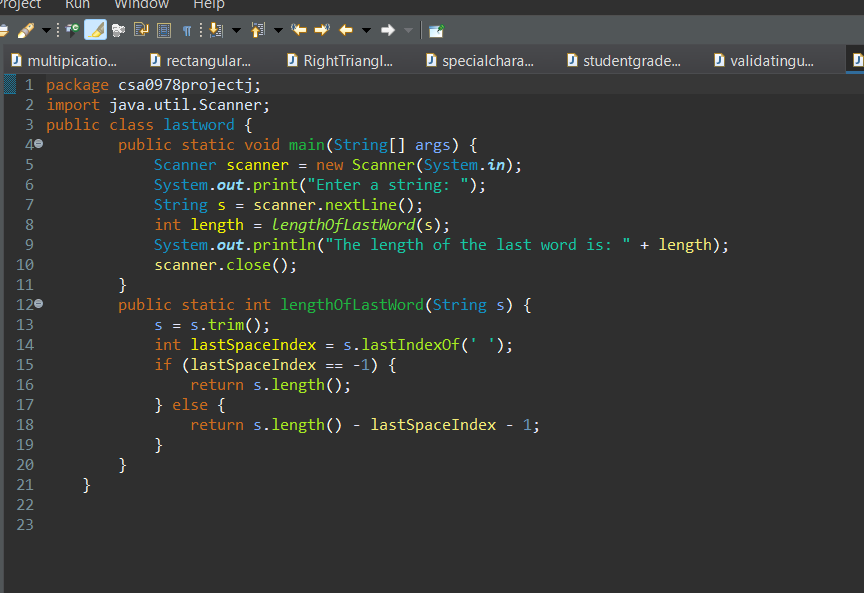 Project Run Window Help
multipicatio... rectangular... RightTriangl... specialchara... studentgrade... validatingu...
1 package csa0978projectj;
2 import java.util.Scanner;
3 public class lastword {
4 public static void main(String[] args) {
5 Scanner scanner = new Scanner(System.in);
6 System.out.print("Enter a string: ");
7 String s = scanner.nextLine();
8 int length = lengthOfLastWord(s);
9 System.out.println("The length of the last word is: " + length);
10 scanner.close();
11 }
12 public static int lengthOfLastWord(String s) {
13 s = s.trim();
14 int lastSpaceIndex = s.lastIndexOf(' ');
15 if (lastSpaceIndex == -1) {
16 return s.length();
17 } else {
18 return s.length() - lastSpaceIndex - 1;
19 }
20 }
21 }
22
23